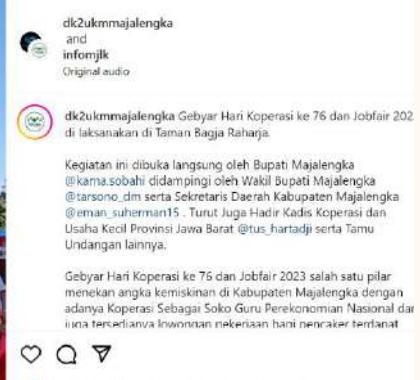 dk2ukmmajalengka
and
infomjlk
Original audio
dk2ukmmajalengka Gebyar Hari Koperasi ke 76 dan Jobfair 202
di laksanakan di Taman Bagja Raharja.
Kegiatan ini dibuka langsung oleh Bupati Majalengka
@karna.sobahi didampingi oleh Wakil Bupati Majalengka
@tarsono_dm serta Sekretaris Daerah Kabupaten Majalengka
@eman_suherman15 . Turut Juga Hadir Kadis Koperasi dan
Usaha Kecil Provinsi Jawa Barat @tus_hartadji serta Tamu
Undangan lainnya.
Gebyar Hari Koperasi ke 76 dan Jobfair 2023 salah satu pilar
menekan angka kemiskinan di Kabupaten Majalengka dengan
adanya Koperasi Sebagai Soko Guru Perekonomian Nasional dan
juga tersedianya lowongan pekerjaan bagi pencaker terdapat